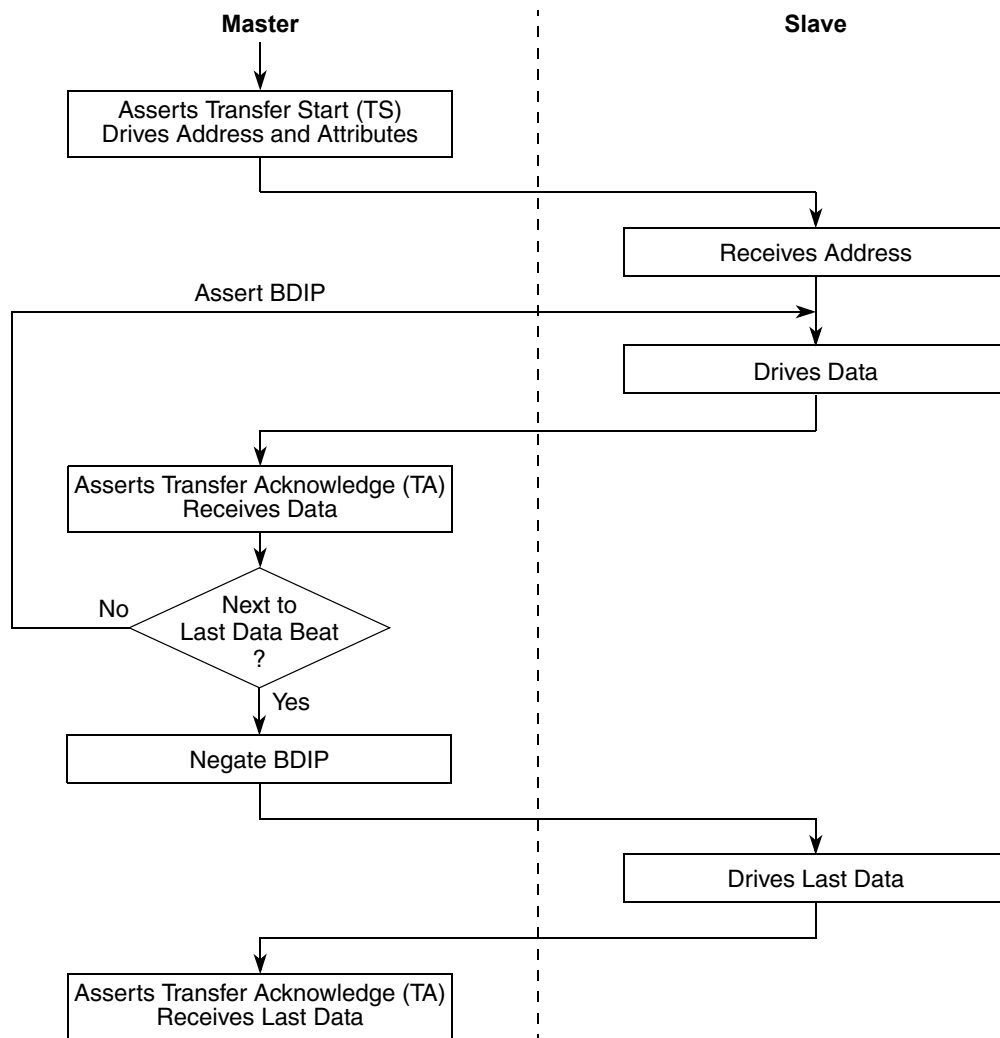 Master
Slave
Asserts Transfer Start (TS)
Drives Address and Attributes
Receives Address
Assert BDIP
Drives Data
Asserts Transfer Acknowledge (TA)
Receives Data
No
Next to
Last Data Beat
?
Yes
Negate BDIP
Drives Last Data
Asserts Transfer Acknowledge (TA)
Receives Last Data